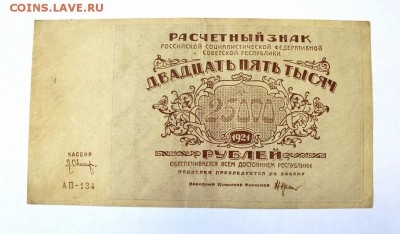 COINS.LAVE.RU
РАСЧЕТНЫЙ ЗНАК
РОССИЙСКОЙ СОЦИАЛИСТИЧЕСКОЙ ФЕДЕРАТИВНОЙ
СОВЕТСКОЙ РЕСПУБЛИКИ
ДВАДЦАТЬ ПЯТЬ ТЫСЯЧ
25000
1921
РУБЛЕЙ
ОБЕСПЕЧИВАЕТСЯ ВСЕМ ДОСТОЯНИЕМ РЕСПУБЛИКИ
ПОДДЕЛКА ПРЕСЛЕДУЕТСЯ ПО ЗАКОНУ
Народный Комиссар Финансов
КАССИР
АП-134